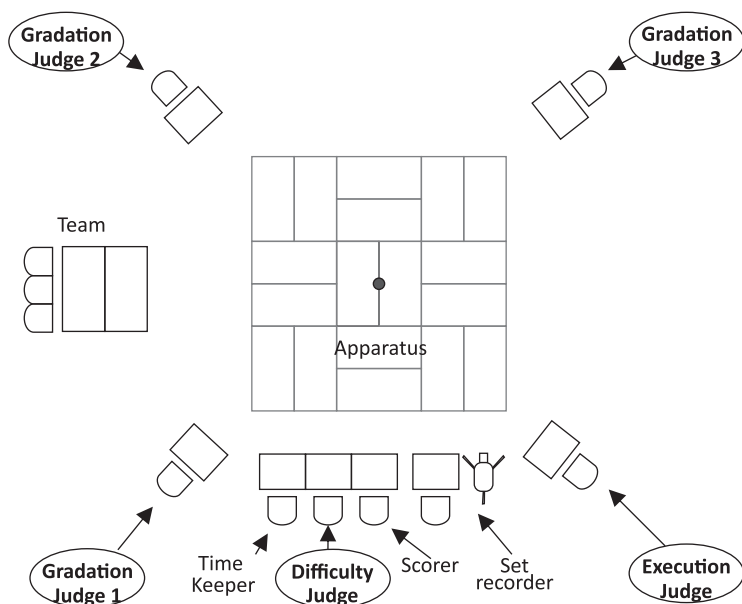 Gradation
Judge 2
Gradation
Judge 3
Team
Apparatus
Gradation
Judge 1
Time
Keeper
Difficulty
Judge
Scorer
Set
recorder
Execution
Judge